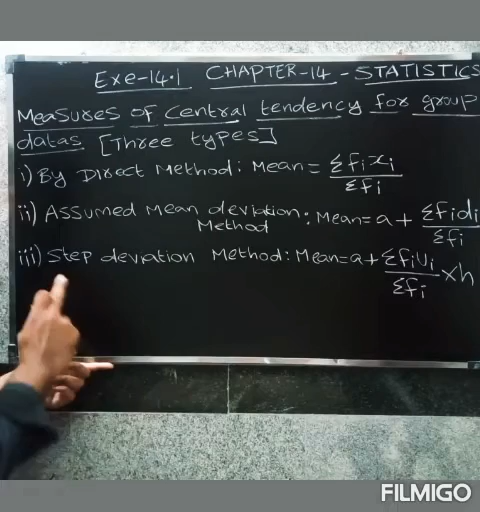 Exe-14.1 CHAPTER-14-STATISTICS
Measures of central tendency for group
datas. [Three types]
i) By Direct Method: Mean = Σfixi/Σfi
ii) Assumed Mean deviation Method: Mean=a+ Σfidi/Σfi
iii) Step deviation Method: Mean=a+ ΣfiUi/Σfi ×h
FILMIGO